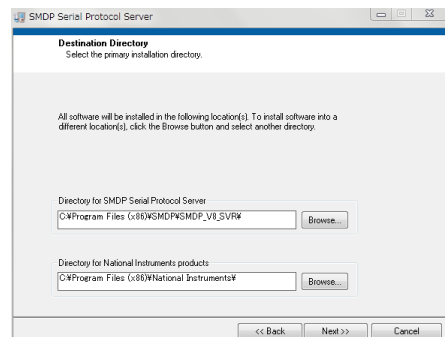 SMDP Serial Protocol Server
Destination Directory
Select the primary installation directory.
All software will be installed in the following location(s). To install software into a
different location(s), click the Browse button and select another directory.
Directory for SMDP Serial Protocol Server
C:¥Program Files (x86)¥SMDP¥SMDP_V8_SVR¥
Browse...
Directory for National Instruments products
C:¥Program Files (x86)¥National Instruments¥
Browse...
<< Back Next >> Cancel